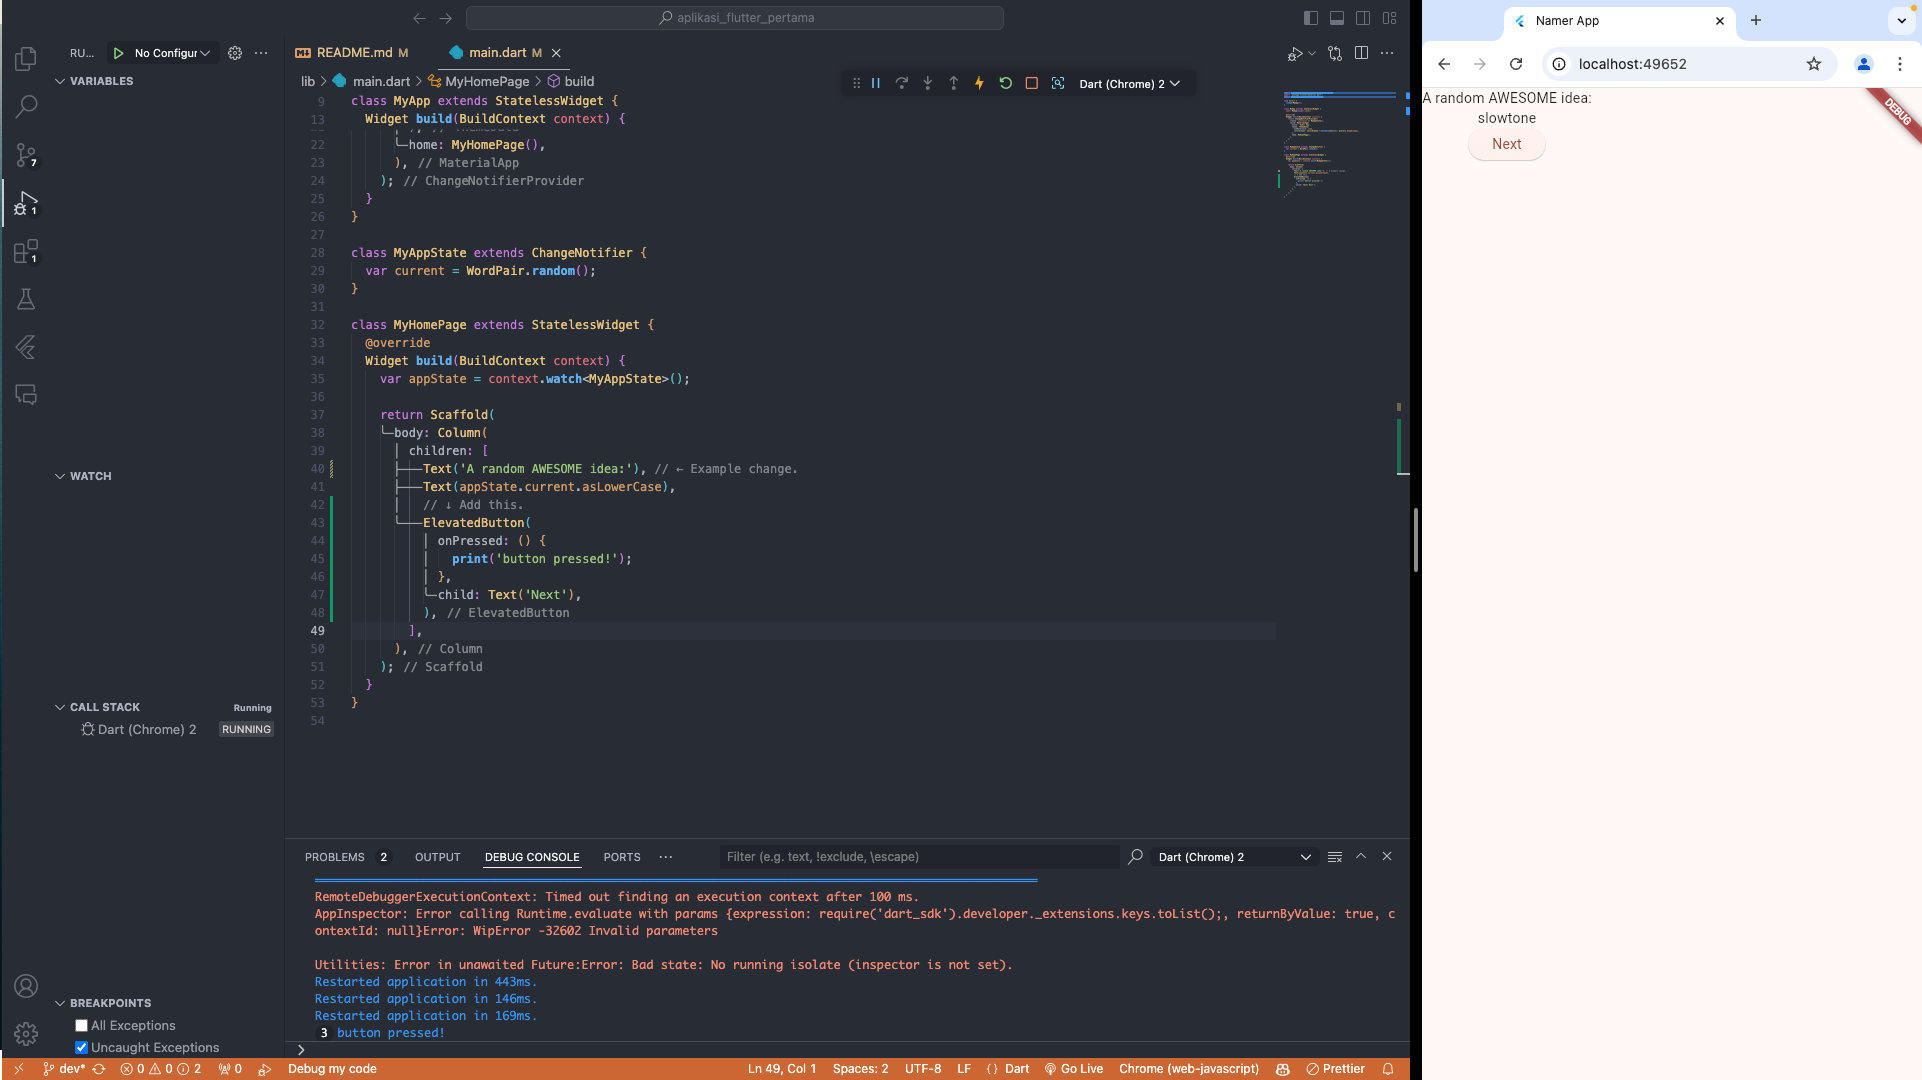 aplikasi_flutter_pertama
RU...
No Configur
README.md M
main.dart M
VARIABLES
WATCH
CALL STACK
Running
Dart (Chrome) 2
RUNNING
BREAKPOINTS
All Exceptions
Uncaught Exceptions
7
1
1
lib > main.dart > MyHomePage > build
Dart (Chrome) 2
9 class MyApp extends StatelessWidget {
13 Widget build(BuildContext context) {
22 home: MyHomePage(),
23 ), // MaterialApp
24 ); // ChangeNotifierProvider
25 }
26 }
27
28 class MyAppState extends ChangeNotifier {
29 var current = WordPair.random();
30 }
31
32 class MyHomePage extends StatelessWidget {
33 @override
34 Widget build(BuildContext context) {
35 var appState = context.watch<MyAppState>();
36
37 return Scaffold(
38 body: Column(
39 children: [
40 Text('A random AWESOME idea:'), // ← Example change.
41 Text(appState.current.asLowerCase),
42 // ↓ Add this.
43 ElevatedButton(
44 onPressed: () {
45 print('button pressed!');
46 },
47 child: Text('Next'),
48 ), // ElevatedButton
49 ],
50 ), // Column
51 ); // Scaffold
52 }
53 }
54
PROBLEMS 2 OUTPUT DEBUG CONSOLE PORTS ...
Filter (e.g. text, !exclude, \escape)
Dart (Chrome) 2
RemoteDebuggerExecutionContext: Timed out finding an execution context after 100 ms.
AppInspector: Error calling Runtime.evaluate with params {expression: require('dart_sdk').developer._extensions.keys.toList();, returnByValue: true, c
ontextId: null}Error: WipError -32602 Invalid parameters
Utilities: Error in unawaited Future:Error: Bad state: No running isolate (inspector is not set).
Restarted application in 443ms.
Restarted application in 146ms.
Restarted application in 169ms.
3 button pressed!
>
dev* 0 0 2 0 Debug my code
Ln 49, Col 1 Spaces: 2 UTF-8 LF {} Dart Go Live Chrome (web-javascript) Prettier
Namer App
localhost:49652
A random AWESOME idea:
slowtone
Next
DEBUG